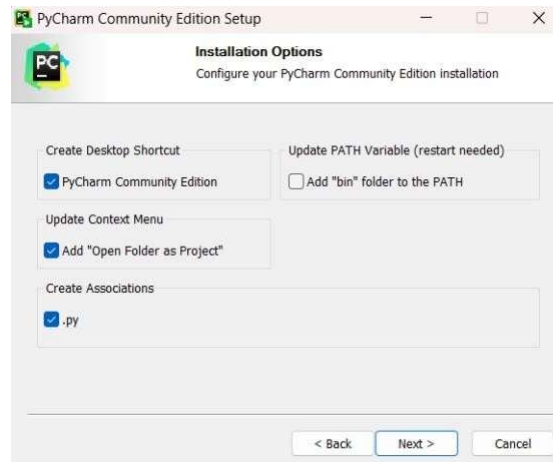 PyCharm Community Edition Setup
PC
Installation Options
Configure your PyCharm Community Edition installation
Create Desktop Shortcut
PyCharm Community Edition
Update PATH Variable (restart needed)
Add "bin" folder to the PATH
Update Context Menu
Add "Open Folder as Project"
Create Associations
.py
< Back
Next >
Cancel